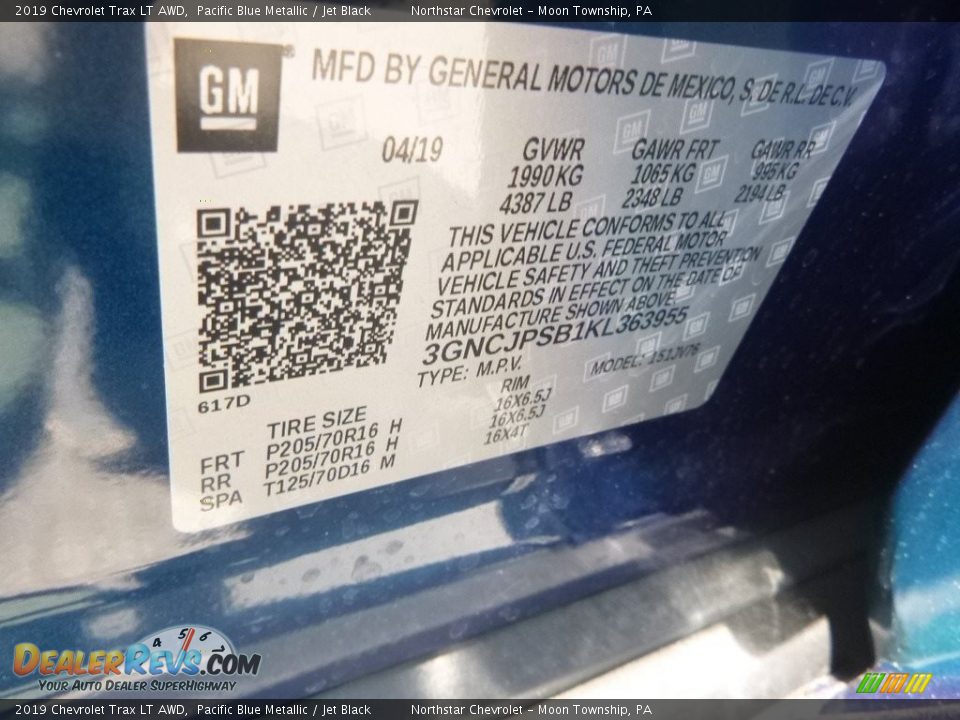 2019 Chevrolet Trax LT AWD, Pacific Blue Metallic / Jet Black Northstar Chevrolet - Moon Township, PA
GM ®
MFD BY GENERAL MOTORS DE MEXICO, S. DE R.L. DE C.V.
04/19 GVWR GAWR FRT GAWR RR
1990 KG 1065 KG 995 KG
4387 LB 2348 LB 2194 LB
THIS VEHICLE CONFORMS TO ALL
APPLICABLE U.S. FEDERAL MOTOR
VEHICLE SAFETY AND THEFT PREVENTION
STANDARDS IN EFFECT ON THE DATE OF
MANUFACTURE SHOWN ABOVE.
3GNCJPSB1KL363955
TYPE: M.P.V. MODEL: 1S1JV76
617D
TIRE SIZE RIM
FRT P205/70R16 H 16X6.5J
RR P205/70R16 H 16X6.5J
SPA T125/70D16 M 16X4T
4 5 6
DEALERREVS.COM
YOUR AUTO DEALER SUPERHIGHWAY
2019 Chevrolet Trax LT AWD, Pacific Blue Metallic / Jet Black Northstar Chevrolet - Moon Township, PA